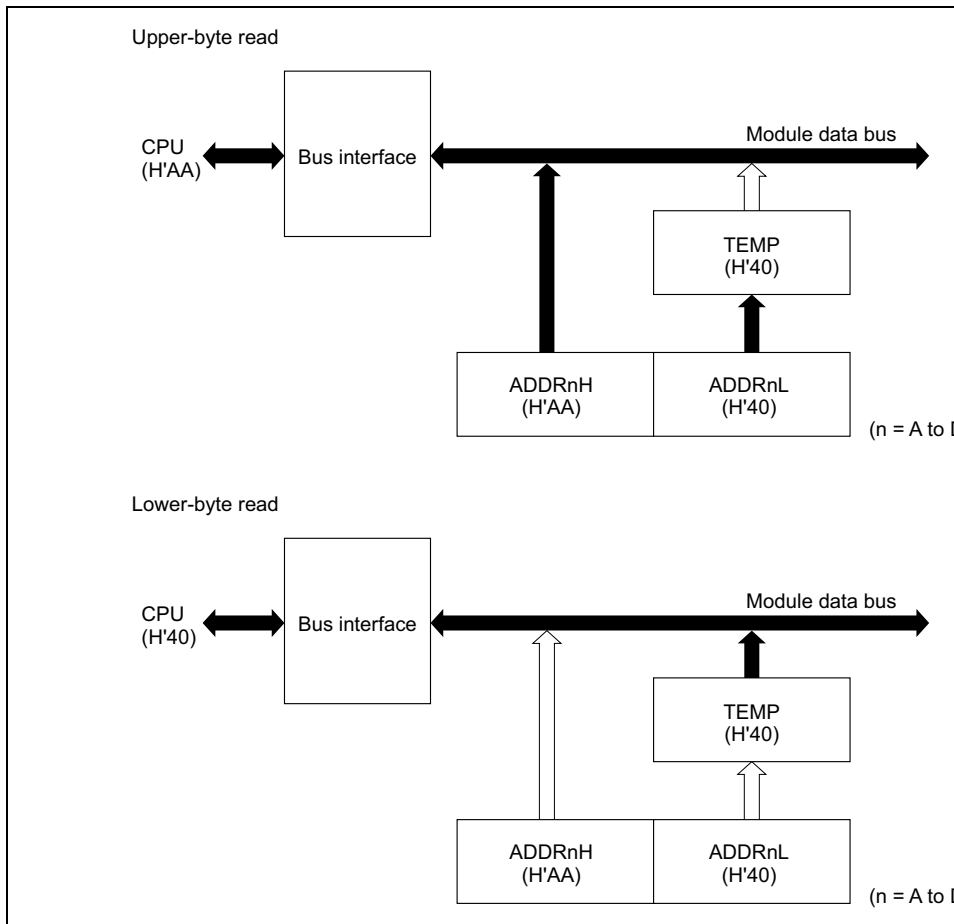 Upper-byte read
Module data bus
CPU
(H'AA)
Bus interface
TEMP
(H'40)
ADDRnH
(H'AA)
ADDRnL
(H'40)
(n = A to D
Lower-byte read
Module data bus
CPU
(H'40)
Bus interface
TEMP
(H'40)
ADDRnH
(H'AA)
ADDRnL
(H'40)
(n = A to D